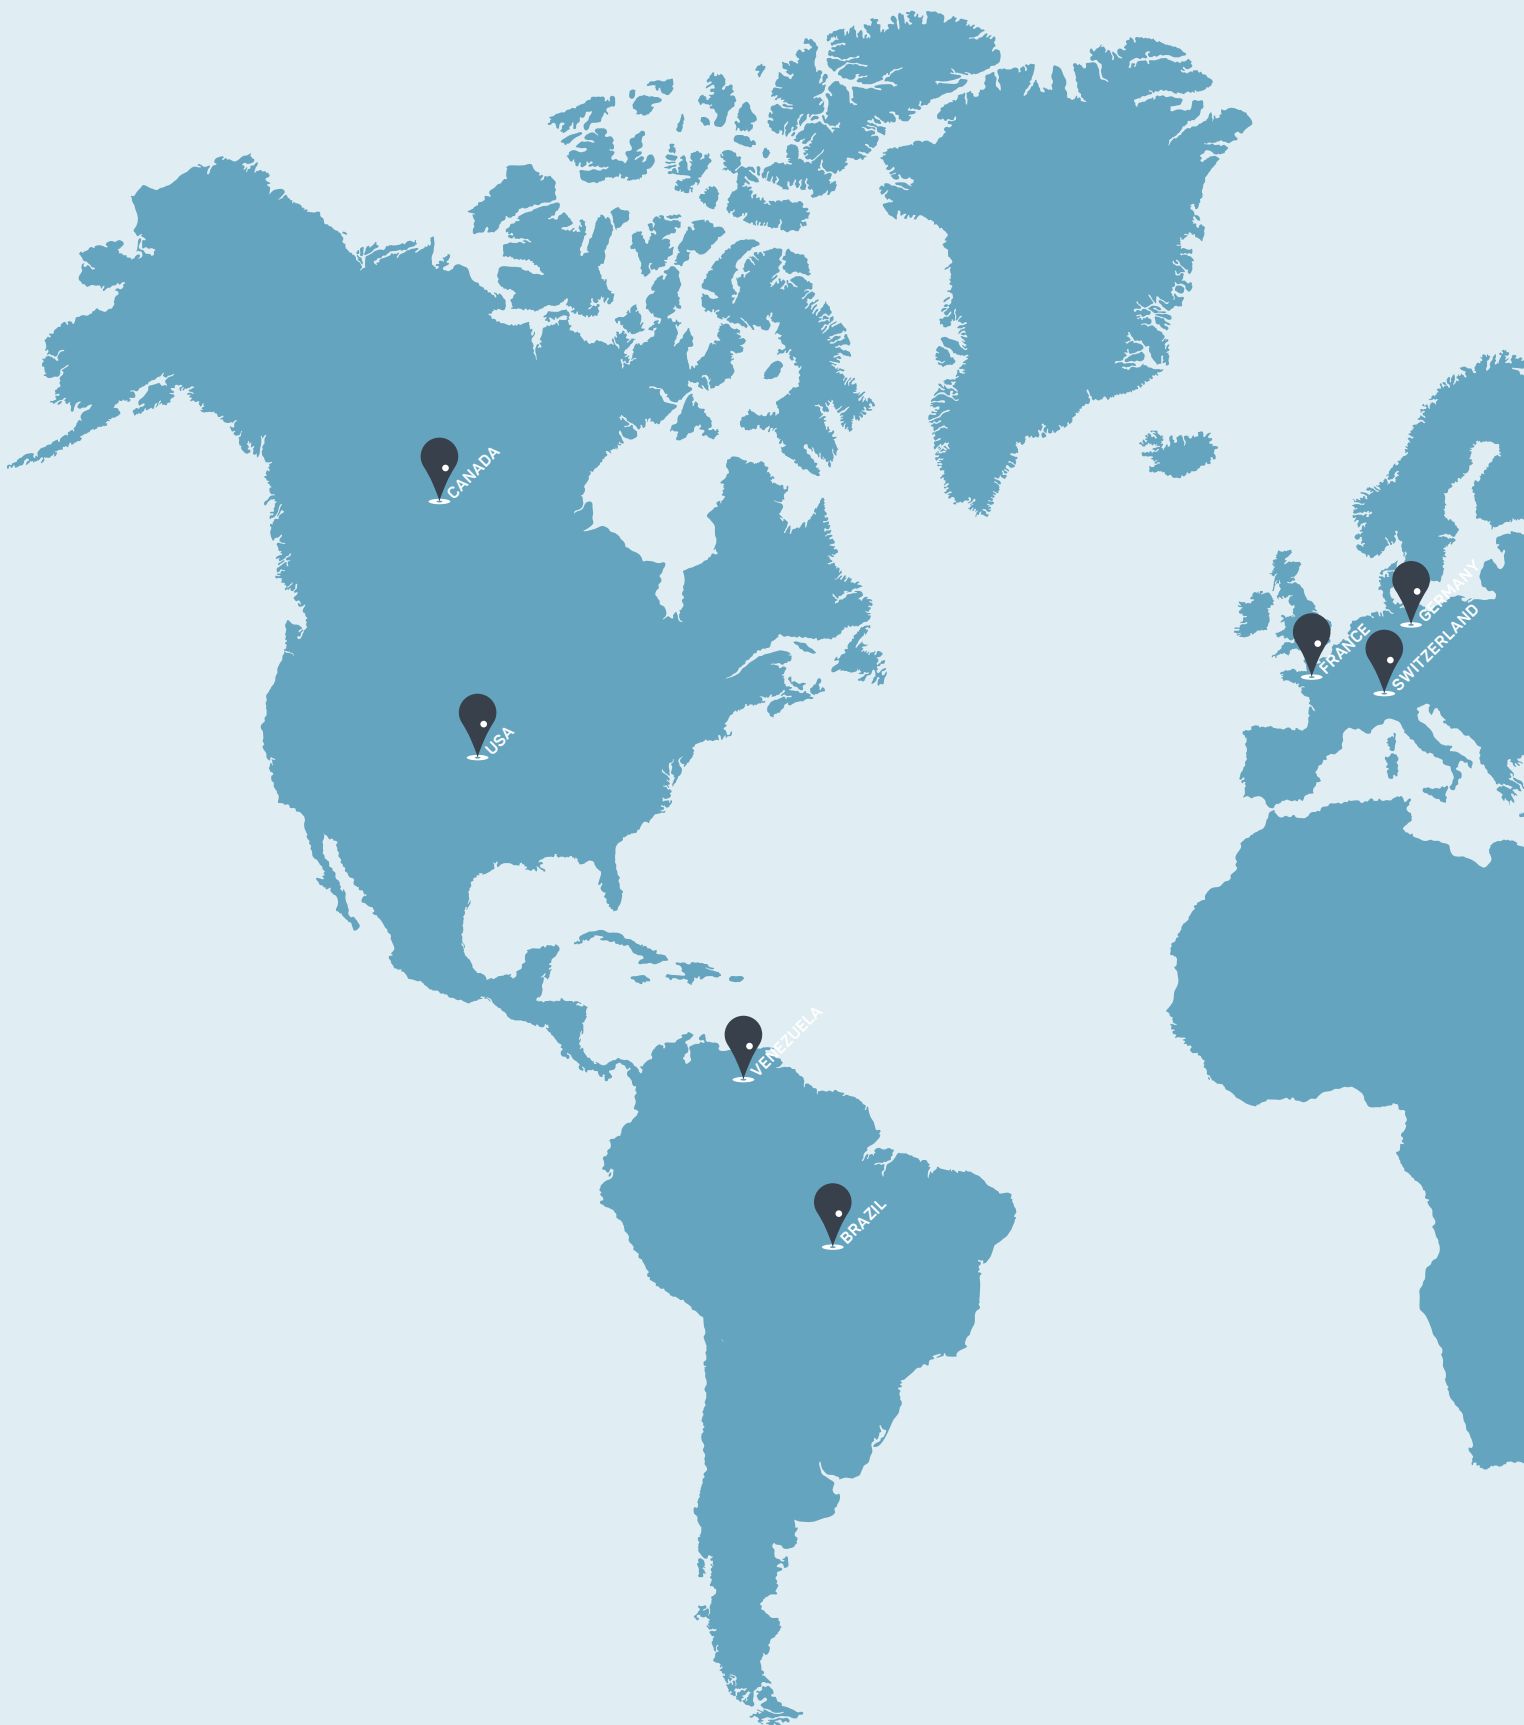 CANADA
GERMANY
SWITZERLAND
FRANCE
USA
VENEZUELA
BRAZIL